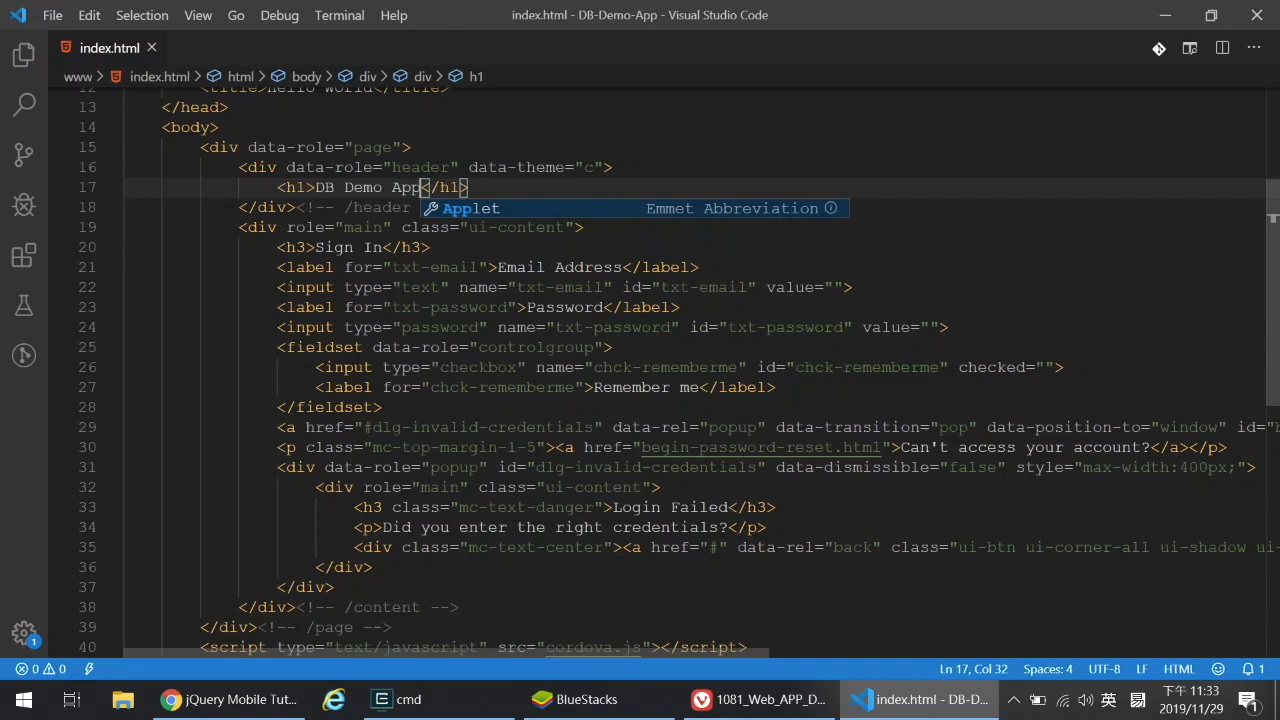 File Edit Selection View Go Debug Terminal Help index.html - DB-Demo-App - Visual Studio Code
index.html
www index.html html body div div h1
12 <title>Hello World</title>
13 </head>
14 <body>
15 <div data-role="page">
16 <div data-role="header" data-theme="c">
17 <h1>DB Demo App</h1>
18 </div><!-- /header
Applet Emmet Abbreviation
19 <div role="main" class="ui-content">
20 <h3>Sign In</h3>
21 <label for="txt-email">Email Address</label>
22 <input type="text" name="txt-email" id="txt-email" value="">
23 <label for="txt-password">Password</label>
24 <input type="password" name="txt-password" id="txt-password" value="">
25 <fieldset data-role="controlgroup">
26 <input type="checkbox" name="chck-rememberme" id="chck-rememberme" checked="">
27 <label for="chck-rememberme">Remember me</label>
28 </fieldset>
29 <a href="#dlg-invalid-credentials" data-rel="popup" data-transition="pop" data-position-to="window" id="b
30 <p class="mc-top-margin-1-5"><a href="begin-password-reset.html">Can't access your account?</a></p>
31 <div data-role="popup" id="dlg-invalid-credentials" data-dismissible="false" style="max-width:400px;">
32 <div role="main" class="ui-content">
33 <h3 class="mc-text-danger">Login Failed</h3>
34 <p>Did you enter the right credentials?</p>
35 <div class="mc-text-center"><a href="#" data-rel="back" class="ui-btn ui-corner-all ui-shadow ui
36 </div>
37 </div>
38 </div><!-- /content -->
39 </div><!-- /page -->
40 <script type="text/javascript" src="cordova.js"></script>
1
0 0 Ln 17, Col 32 Spaces: 4 UTF-8 LF HTML 1
jQuery Mobile Tut... cmd BlueStacks 1081_Web_APP_D... index.html - DB-D... 英 下午 11:33
2019/11/29 1